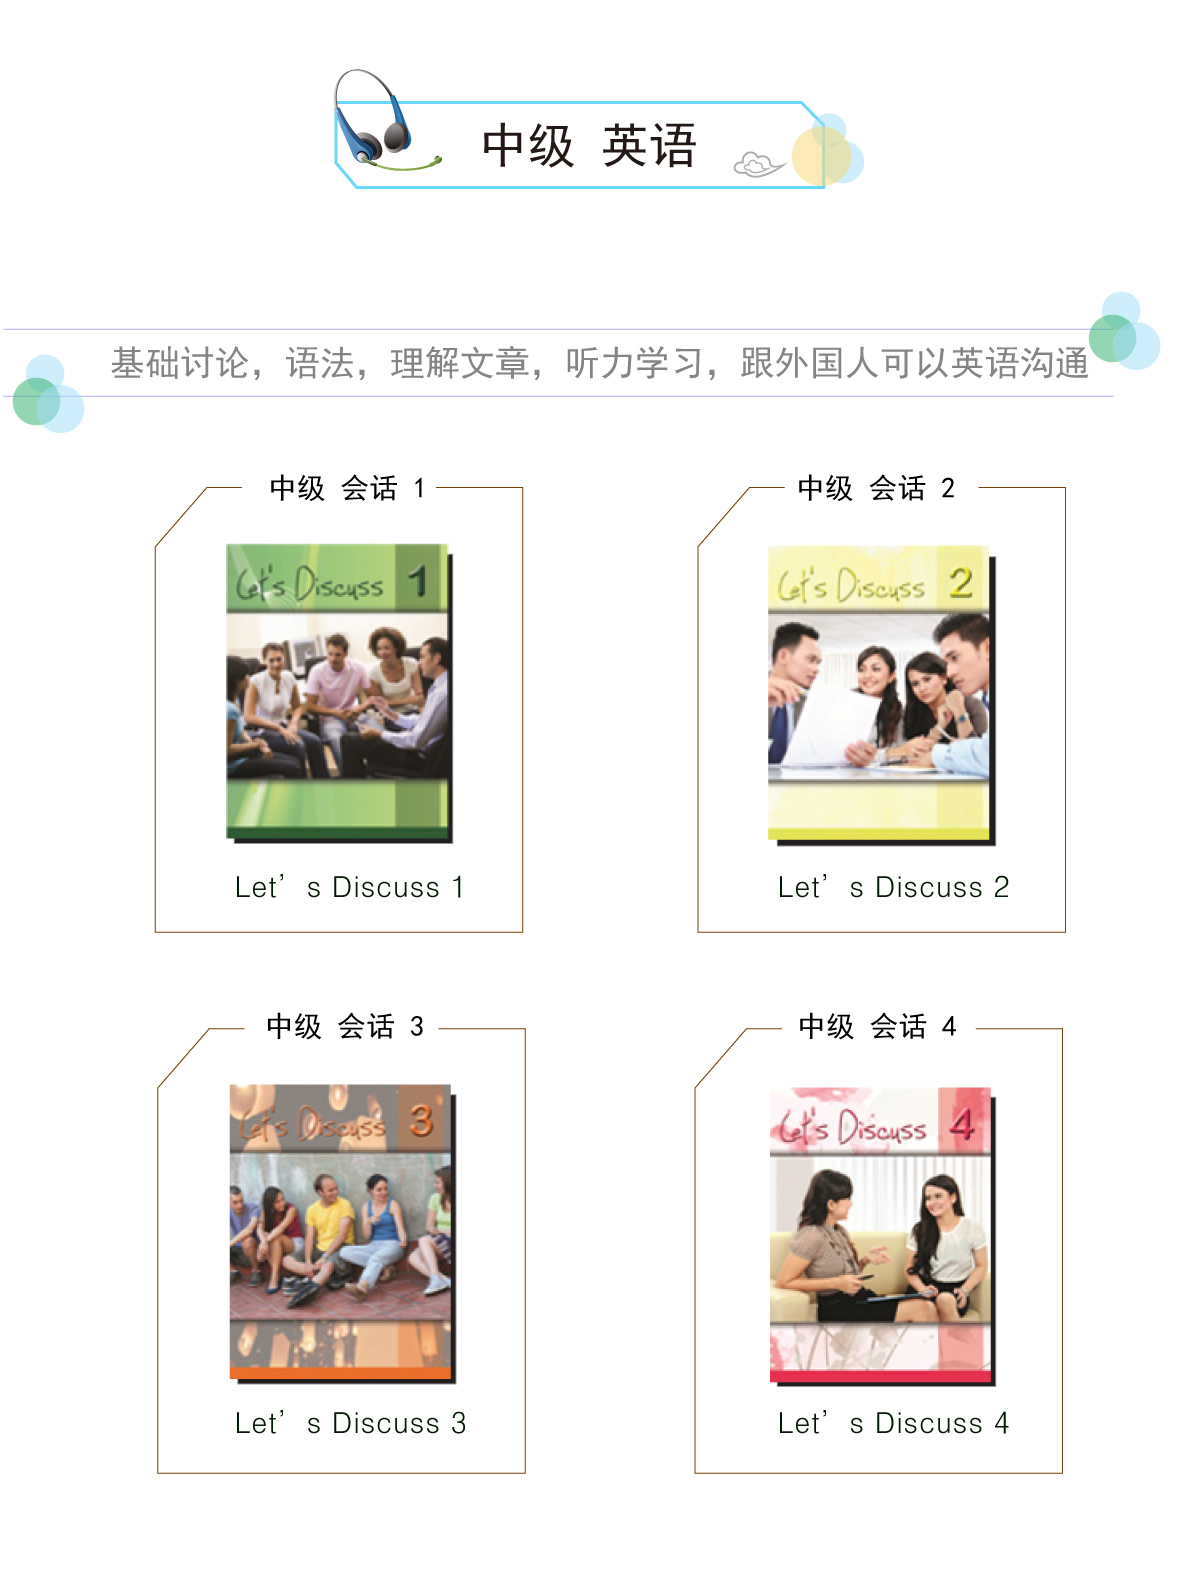 中级 英语
基础讨论，语法，理解文章，听力学习，跟外国人可以英语沟通
中级 会话 1
中级 会话 2
Let's Discuss 1
Let's Discuss 2
Let’s Discuss 1
Let’s Discuss 2
中级 会话 3
中级 会话 4
Let's Discuss 3
Let's Discuss 4
Let’s Discuss 3
Let’s Discuss 4